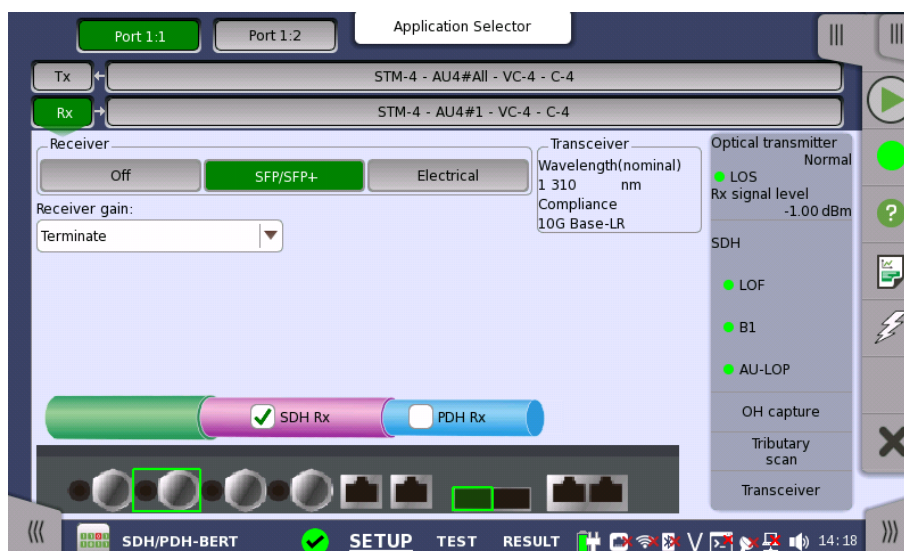 Port 1:1
Port 1:2
Application Selector
Tx
STM-4 - AU4#All - VC-4 - C-4
Rx
STM-4 - AU4#1 - VC-4 - C-4
Receiver
Off
SFP/SFP+
Electrical
Receiver gain:
Terminate
Transceiver
Wavelength(nominal)
1 310 nm
Compliance
10G Base-LR
Optical transmitter
Normal
LOS
Rx signal level
-1.00 dBm
SDH
LOF
B1
AU-LOP
OH capture
Tributary
scan
Transceiver
SDH Rx
PDH Rx
SDH/PDH-BERT
SETUP
TEST
RESULT
14:18